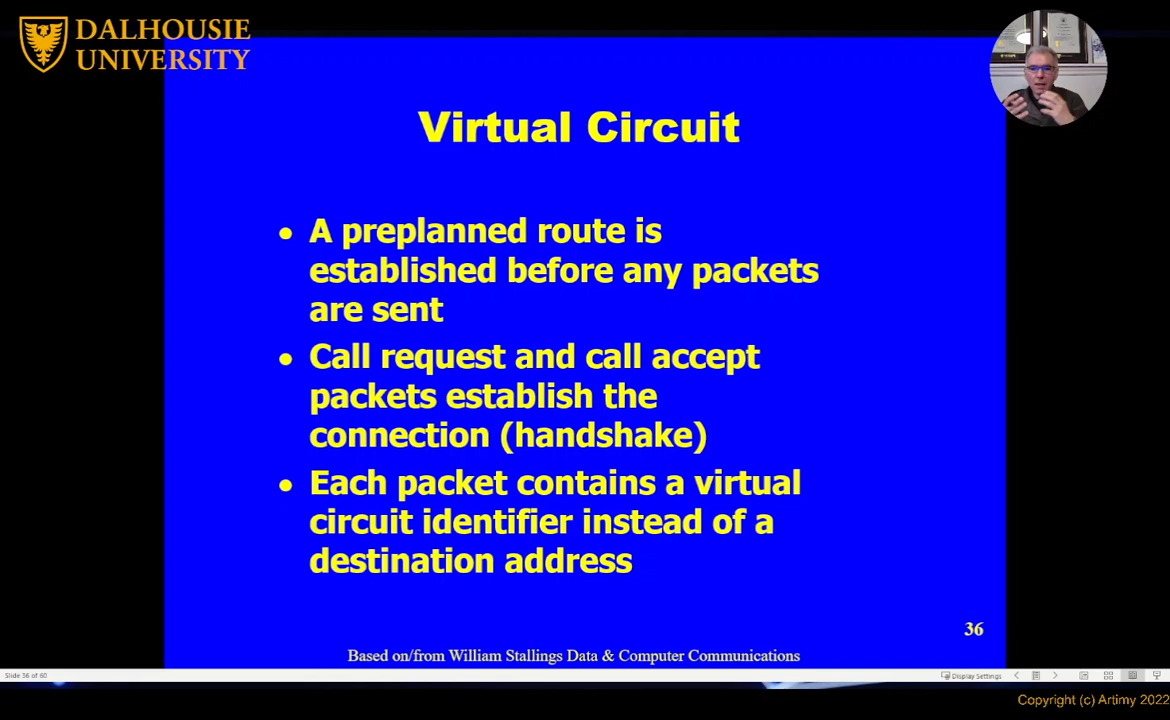 DALHOUSIE
UNIVERSITY
Virtual Circuit
• A preplanned route is
established before any packets
are sent
• Call request and call accept
packets establish the
connection (handshake)
• Each packet contains a virtual
circuit identifier instead of a
destination address
36
Based on/from William Stallings Data & Computer Communications
Slide 36 of 60
Display Settings
Copyright (c) Artimy 2022